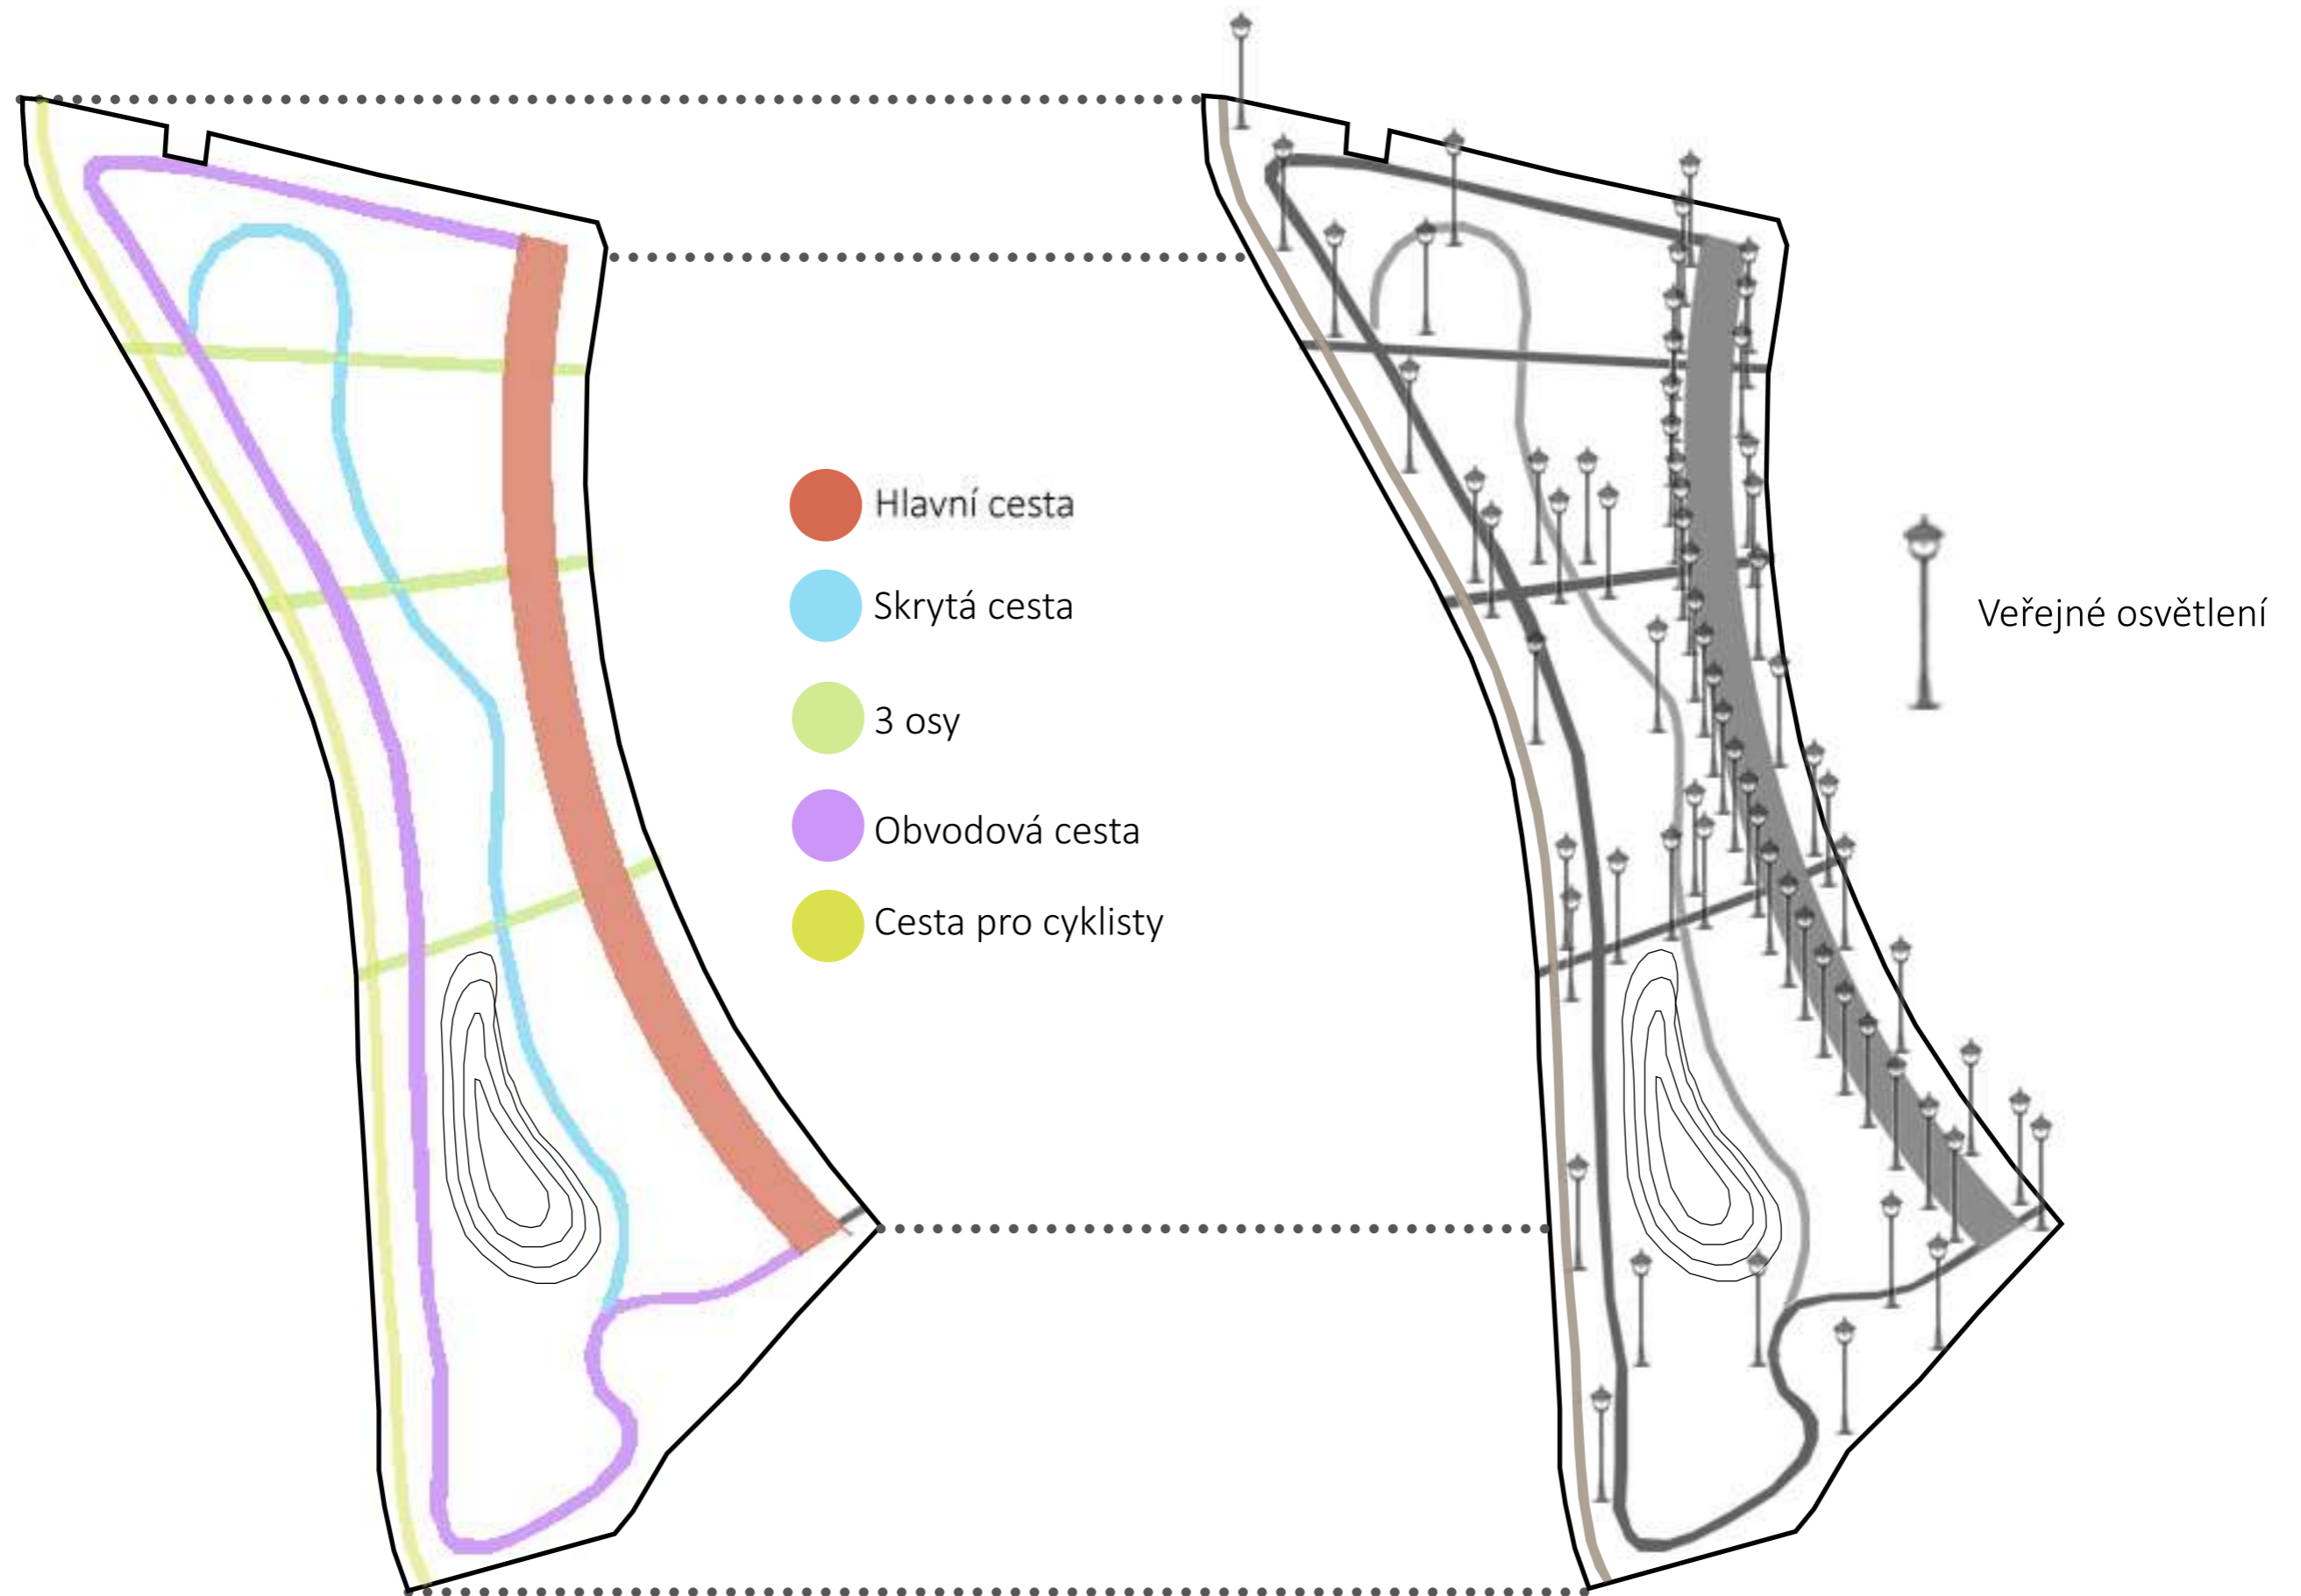 Hlavní cesta
Skrytá cesta
3 osy
Obvodová cesta
Cesta pro cyklisty
Veřejné osvětlení